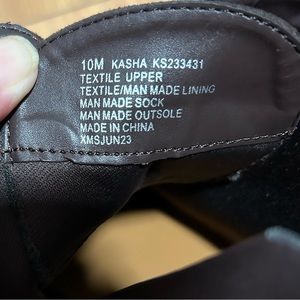 10M KASHA KS233431
TEXTILE UPPER
TEXTILE/MAN MADE LINING
MAN MADE SOCK
MAN MADE OUTSOLE
MADE IN CHINA
XMSJUN23